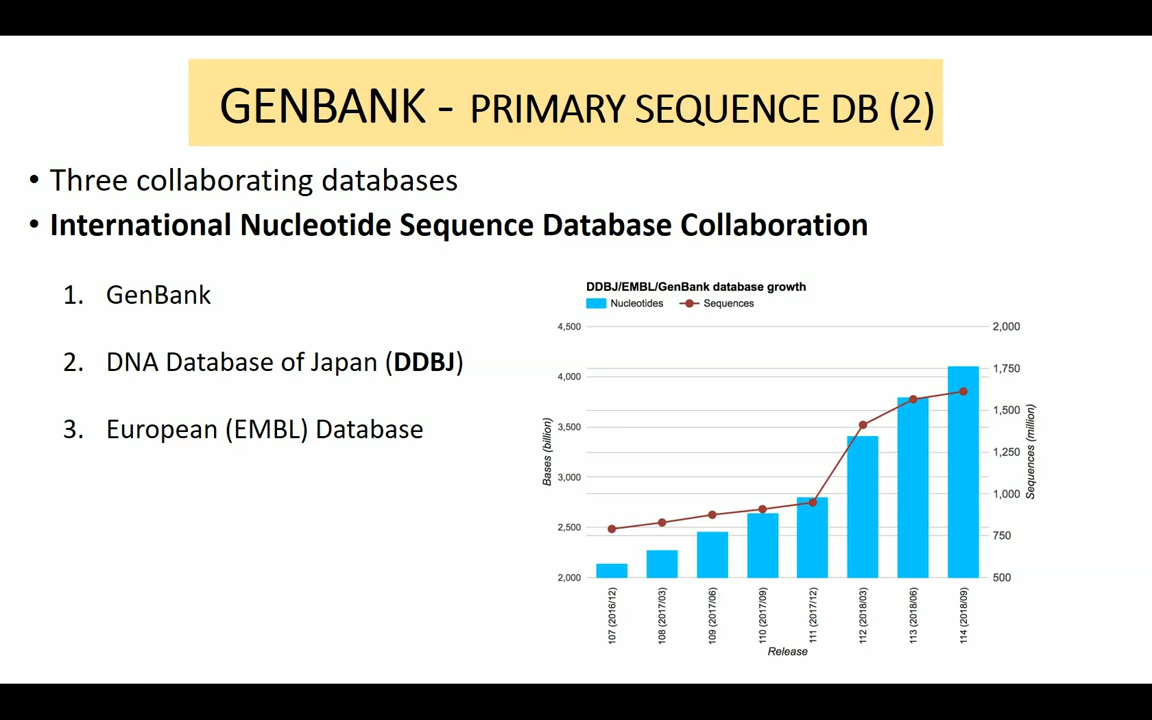 GENBANK - PRIMARY SEQUENCE DB (2)
• Three collaborating databases
• International Nucleotide Sequence Database Collaboration
1. GenBank
2. DNA Database of Japan (DDBJ)
3. European (EMBL) Database
DDBJ/EMBL/GenBank database growth
Nucleotides Sequences
4,500
4,000
3,500
3,000
2,500
2,000
Bases (billion)
2,000
1,750
1,500
1,250
1,000
750
500
Sequences (million)
107 (2016/12)
108 (2017/03)
109 (2017/06)
110 (2017/09)
111 (2017/12)
112 (2018/03)
113 (2018/06)
114 (2018/09)
Release